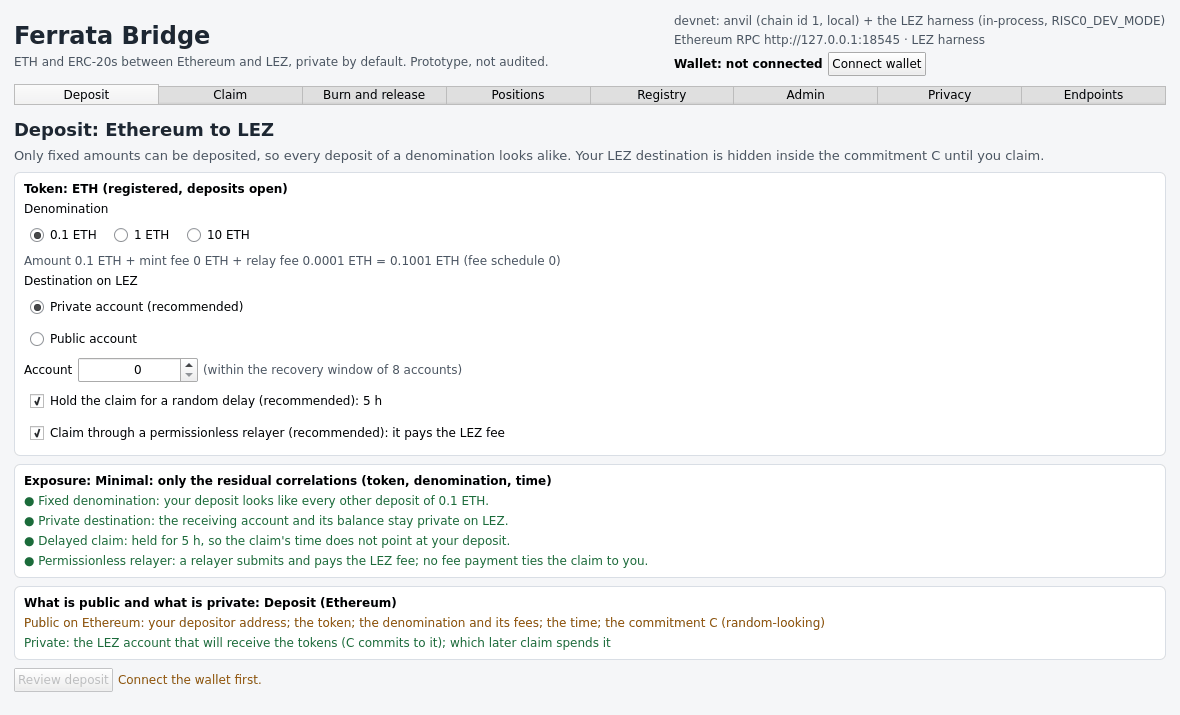 Ferrata Bridge
ETH and ERC-20s between Ethereum and LEZ, private by default. Prototype, not audited.
devnet: anvil (chain id 1, local) + the LEZ harness (in-process, RISC0_DEV_MODE)
Ethereum RPC http://127.0.0.1:18545 · LEZ harness
Wallet: not connected Connect wallet
Deposit Claim Burn and release Positions Registry Admin Privacy Endpoints
Deposit: Ethereum to LEZ
Only fixed amounts can be deposited, so every deposit of a denomination looks alike. Your LEZ destination is hidden inside the commitment C until you claim.
Token: ETH (registered, deposits open)
Denomination
0.1 ETH 1 ETH 10 ETH
Amount 0.1 ETH + mint fee 0 ETH + relay fee 0.0001 ETH = 0.1001 ETH (fee schedule 0)
Destination on LEZ
Private account (recommended)
Public account
Account 0 (within the recovery window of 8 accounts)
Hold the claim for a random delay (recommended): 5 h
Claim through a permissionless relayer (recommended): it pays the LEZ fee
Exposure: Minimal: only the residual correlations (token, denomination, time)
● Fixed denomination: your deposit looks like every other deposit of 0.1 ETH.
● Private destination: the receiving account and its balance stay private on LEZ.
● Delayed claim: held for 5 h, so the claim's time does not point at your deposit.
● Permissionless relayer: a relayer submits and pays the LEZ fee; no fee payment ties the claim to you.
What is public and what is private: Deposit (Ethereum)
Public on Ethereum: your depositor address; the token; the denomination and its fees; the time; the commitment C (random-looking)
Private: the LEZ account that will receive the tokens (C commits to it); which later claim spends it
Review deposit Connect the wallet first.